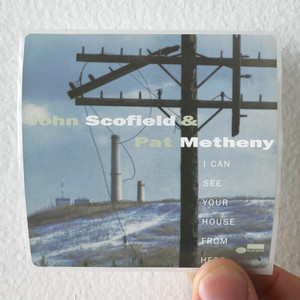 John Scofield &
Pat Metheny
I CAN
SEE
YOUR
HOUSE
FROM